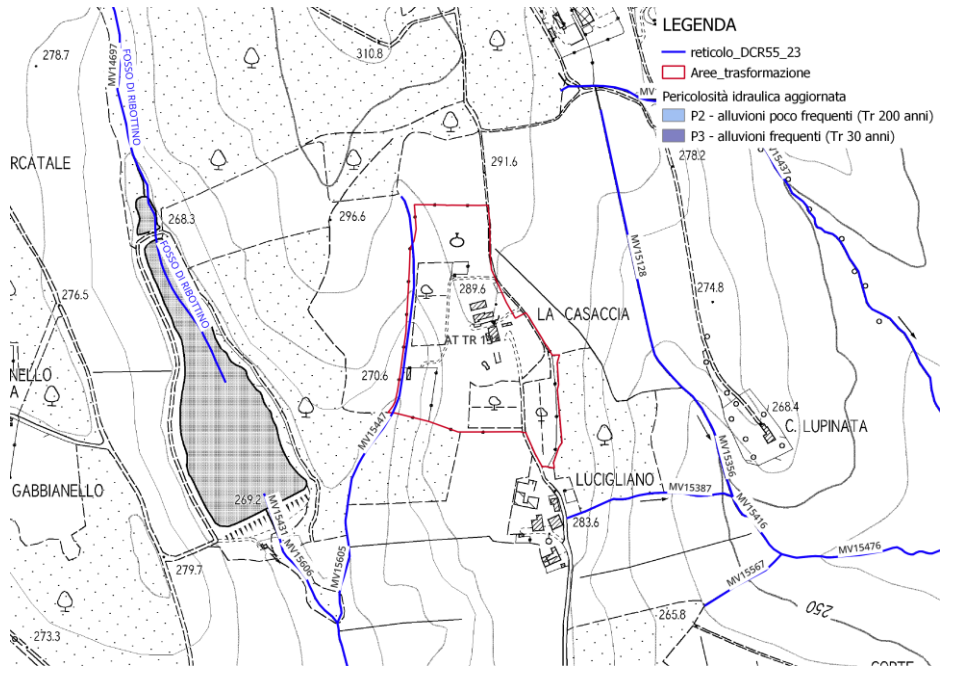 LEGENDA
reticolo_DCR55_23
Aree_trasformazione
Pericolosità idraulica aggiornata
P2 - alluvioni poco frequenti (Tr 200 anni)
P3 - alluvioni frequenti (Tr 30 anni)
278.7
MV14697
FOSSO DI RIBOTTINO
310.8
MV
291.6
278.2
V15437
RCATALE
268.3
296.6
FOSSO DI RIBOTTINO
MV15128
276.5
289.6
274.8
LA CASACCIA
AT TR 1
NELLO
A
270.6
268.4
C. LUPINATA
MV15447
MV15356
GABBIANELLO
269.2
LUCIGLIANO
MV15387
283.6
MV15416
MV15431
MV15606
MV15605
MV15476
MV15567
279.7
273.3
265.8
250
CORTE